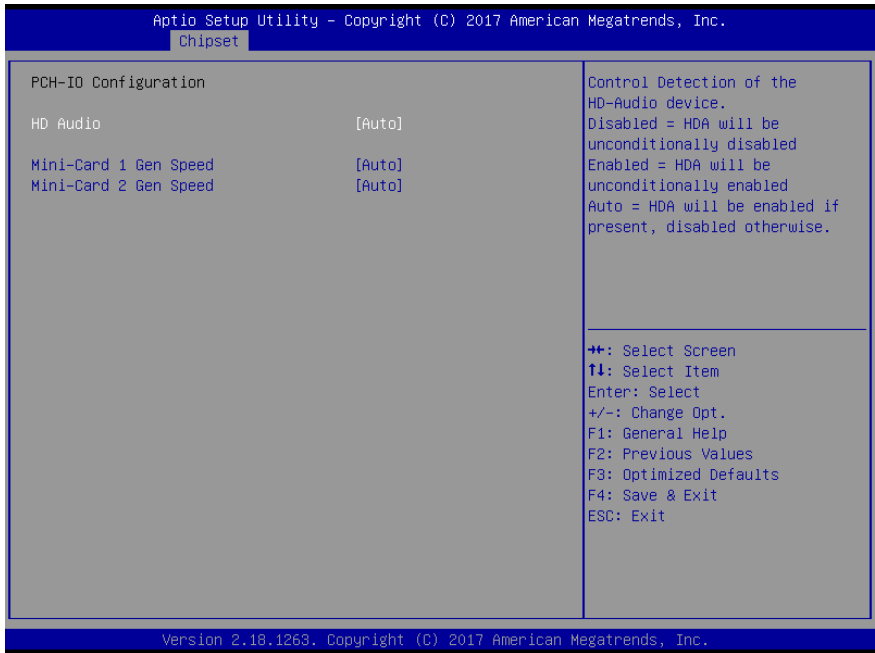 Aptio Setup Utility – Copyright (C) 2017 American Megatrends, Inc.
Chipset
PCH-IO Configuration
HD Audio [Auto]
Mini-Card 1 Gen Speed [Auto]
Mini-Card 2 Gen Speed [Auto]
Control Detection of the
HD-Audio device.
Disabled = HDA will be
unconditionally disabled
Enabled = HDA will be
unconditionally enabled
Auto = HDA will be enabled if
present, disabled otherwise.
→←: Select Screen
↑↓: Select Item
Enter: Select
+/-: Change Opt.
F1: General Help
F2: Previous Values
F3: Optimized Defaults
F4: Save & Exit
ESC: Exit
Version 2.18.1263. Copyright (C) 2017 American Megatrends, Inc.